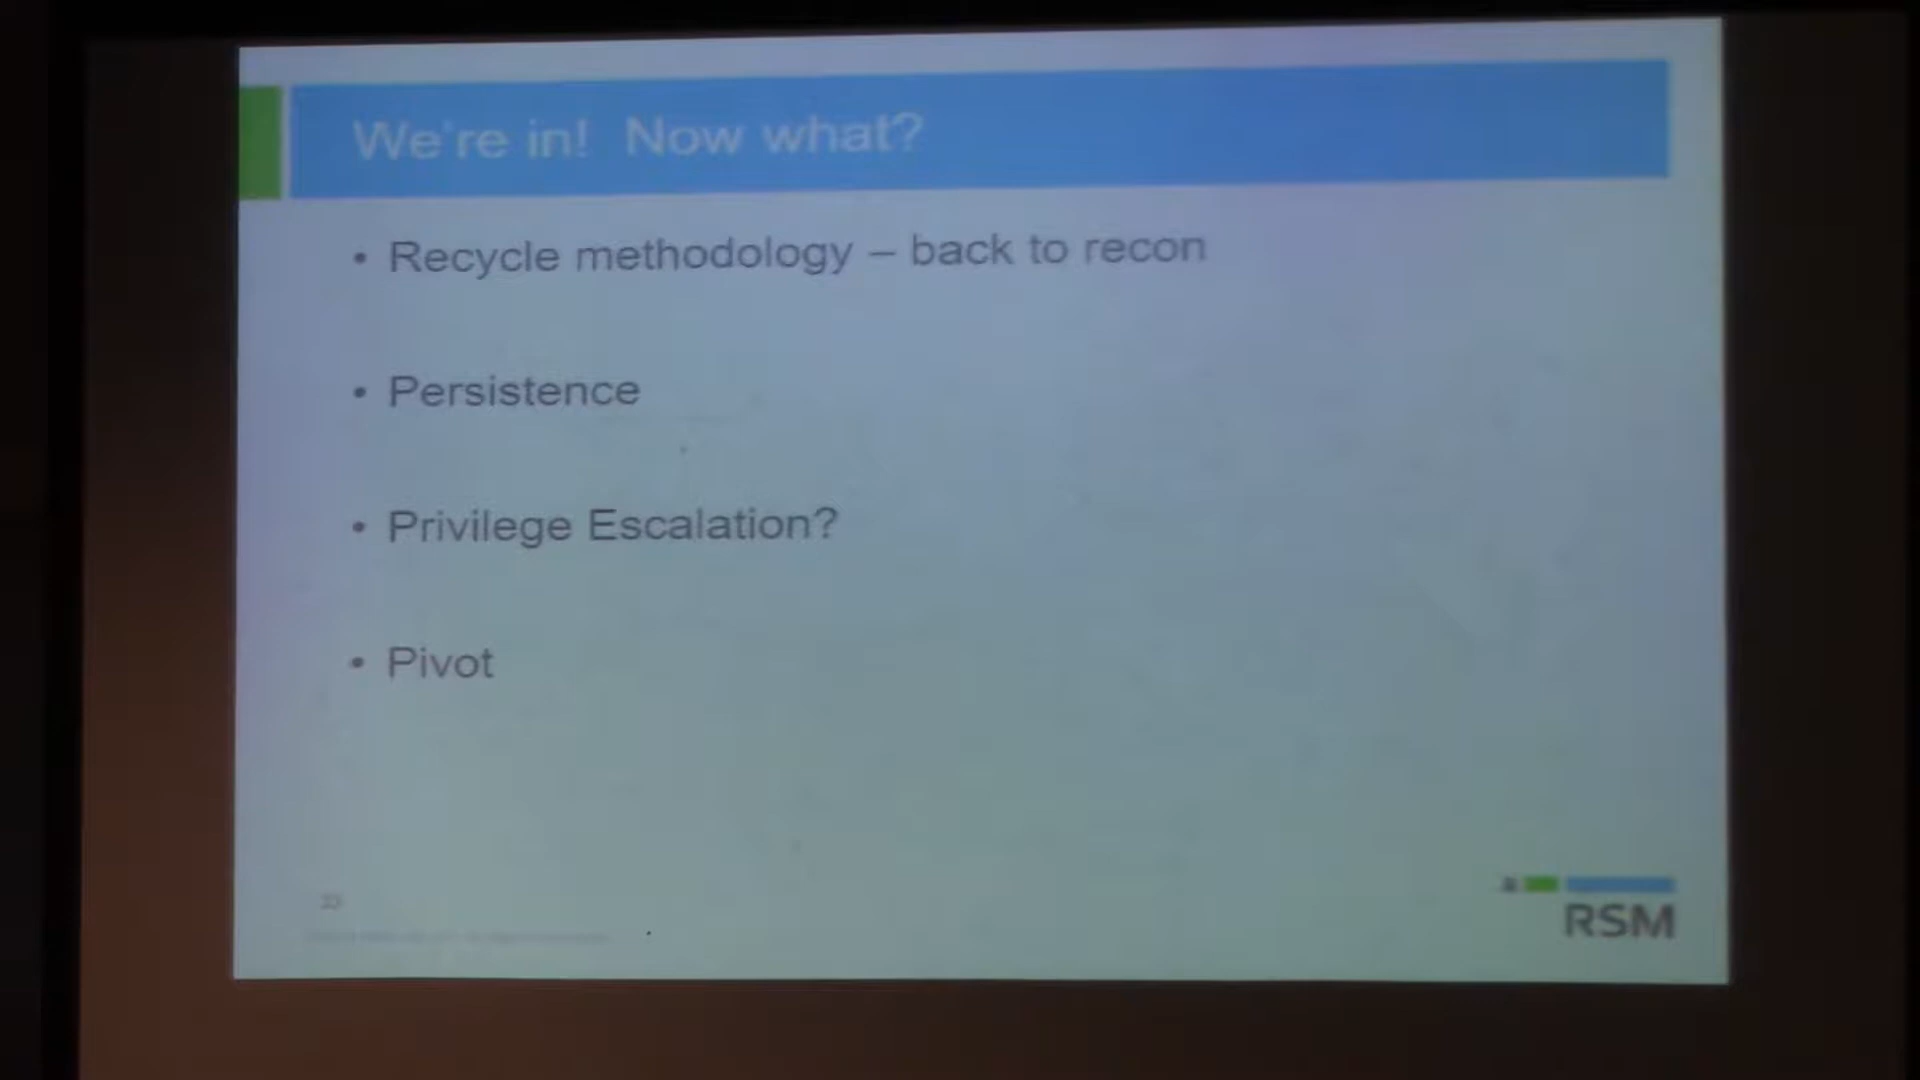 We're in! Now what?
• Recycle methodology – back to recon
• Persistence
• Privilege Escalation?
• Pivot
RSM